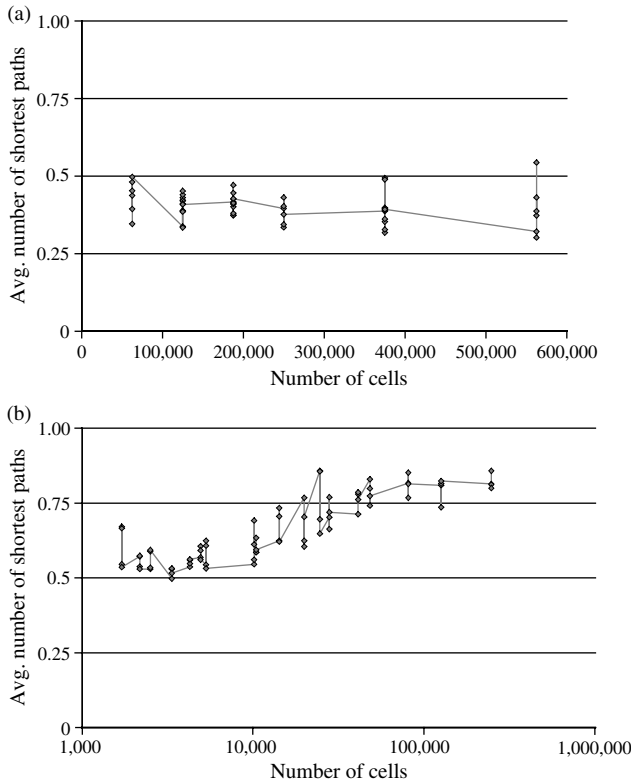 (a)
1.00
0.75
0.5
0.25
0
Avg. number of shortest paths
0 100,000 200,000 300,000 400,000 500,000 600,000
Number of cells
(b)
1.00
0.75
0.5
0.25
0
Avg. number of shortest paths
1,000 10,000 100,000 1,000,000
Number of cells